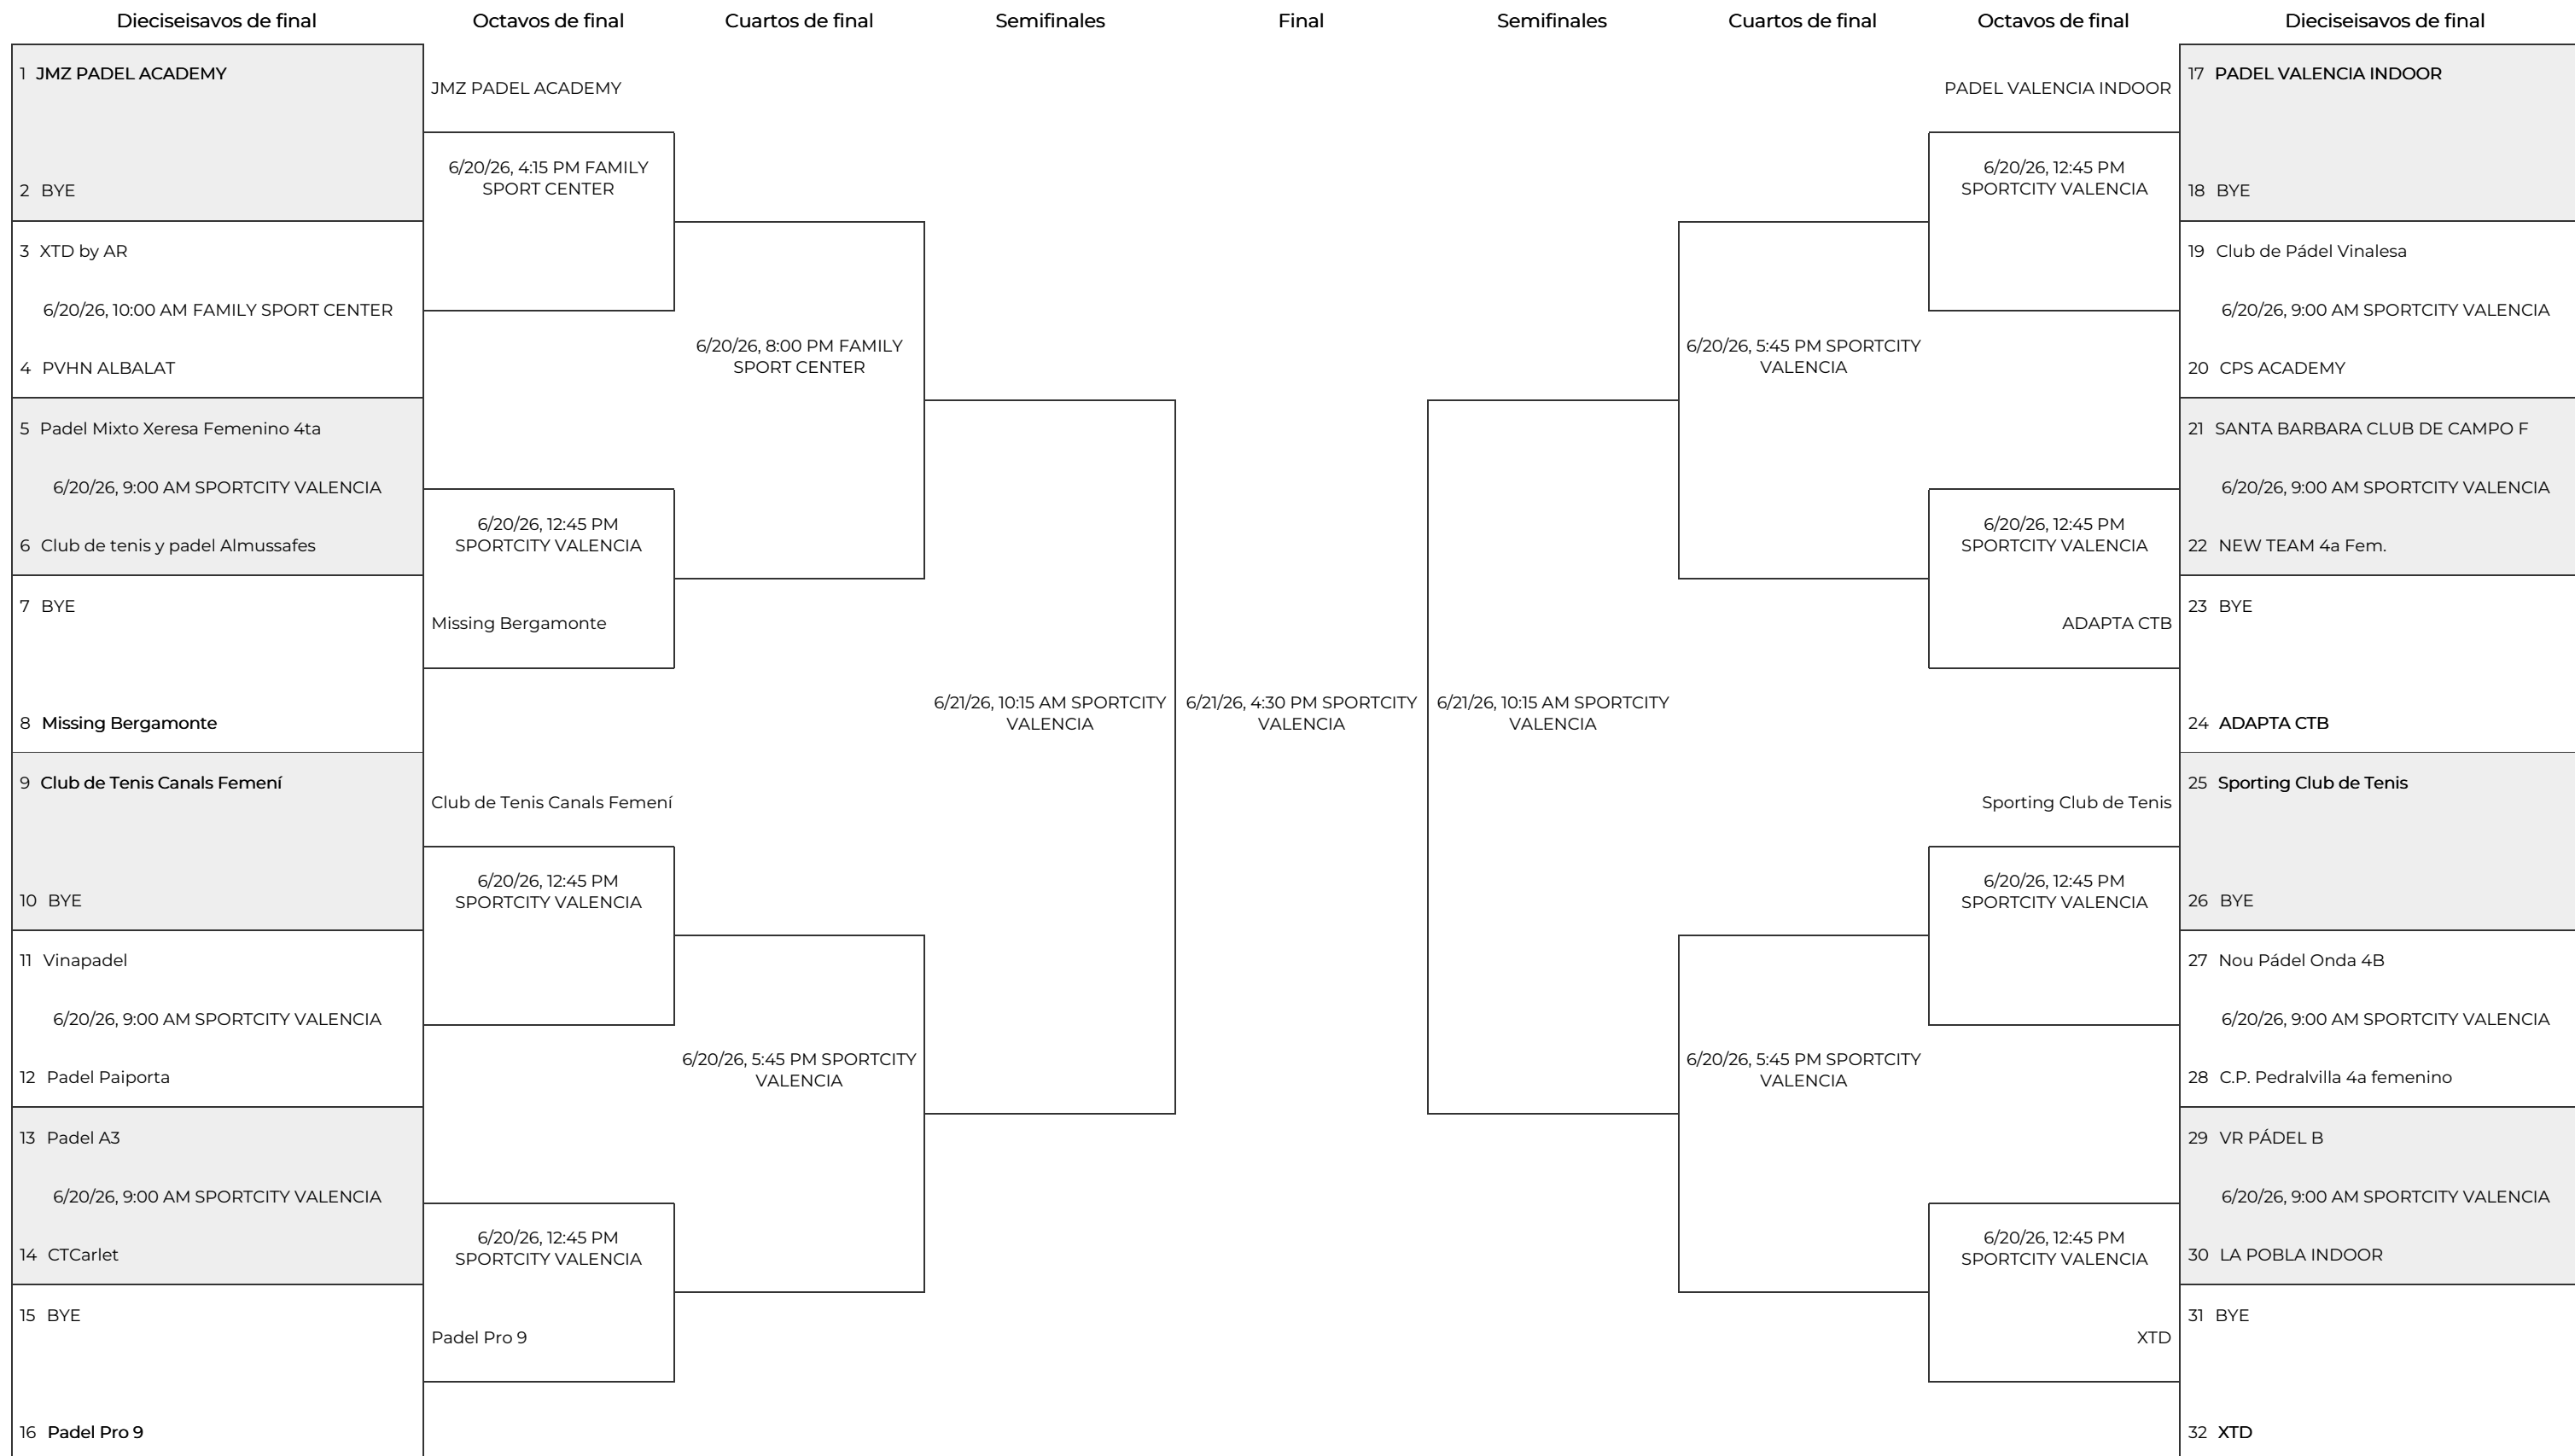 Dieciseisavos de final
Octavos de final
Cuartos de final
Semifinales
Final
Semifinales
Cuartos de final
Octavos de final
Dieciseisavos de final
1 JMZ PADEL ACADEMY
2 BYE
3 XTD by AR
6/20/26, 10:00 AM FAMILY SPORT CENTER
4 PVHN ALBALAT
5 Padel Mixto Xeresa Femenino 4ta
6/20/26, 9:00 AM SPORTCITY VALENCIA
6 Club de tenis y padel Almussafes
7 BYE
8 Missing Bergamonte
9 Club de Tenis Canals Femení
10 BYE
11 Vinapadel
6/20/26, 9:00 AM SPORTCITY VALENCIA
12 Padel Paiporta
13 Padel A3
6/20/26, 9:00 AM SPORTCITY VALENCIA
14 CTCarlet
15 BYE
16 Padel Pro 9
JMZ PADEL ACADEMY
6/20/26, 4:15 PM FAMILY
SPORT CENTER
6/20/26, 12:45 PM
SPORTCITY VALENCIA
Missing Bergamonte
Club de Tenis Canals Femení
6/20/26, 12:45 PM
SPORTCITY VALENCIA
6/20/26, 12:45 PM
SPORTCITY VALENCIA
Padel Pro 9
6/20/26, 8:00 PM FAMILY
SPORT CENTER
6/20/26, 5:45 PM SPORTCITY
VALENCIA
6/21/26, 10:15 AM SPORTCITY
VALENCIA
6/21/26, 4:30 PM SPORTCITY
VALENCIA
6/21/26, 10:15 AM SPORTCITY
VALENCIA
6/20/26, 5:45 PM SPORTCITY
VALENCIA
6/20/26, 5:45 PM SPORTCITY
VALENCIA
PADEL VALENCIA INDOOR
6/20/26, 12:45 PM
SPORTCITY VALENCIA
6/20/26, 12:45 PM
SPORTCITY VALENCIA
ADAPTA CTB
Sporting Club de Tenis
6/20/26, 12:45 PM
SPORTCITY VALENCIA
6/20/26, 12:45 PM
SPORTCITY VALENCIA
XTD
17 PADEL VALENCIA INDOOR
18 BYE
19 Club de Pádel Vinalesa
6/20/26, 9:00 AM SPORTCITY VALENCIA
20 CPS ACADEMY
21 SANTA BARBARA CLUB DE CAMPO F
6/20/26, 9:00 AM SPORTCITY VALENCIA
22 NEW TEAM 4a Fem.
23 BYE
24 ADAPTA CTB
25 Sporting Club de Tenis
26 BYE
27 Nou Pádel Onda 4B
6/20/26, 9:00 AM SPORTCITY VALENCIA
28 C.P. Pedralvilla 4a femenino
29 VR PÁDEL B
6/20/26, 9:00 AM SPORTCITY VALENCIA
30 LA POBLA INDOOR
31 BYE
32 XTD